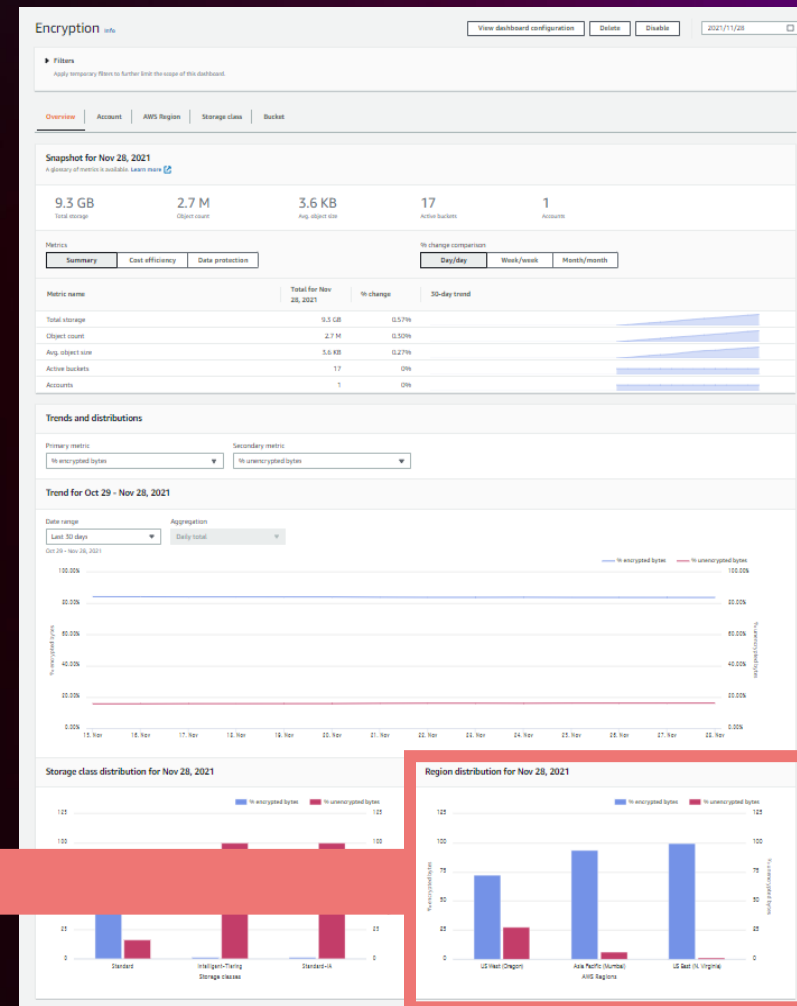 Encryption Info
View dashboard configuration Delete Disable 2021/11/28
Filters
Apply temporary filters to further limit the scope of this dashboard.
Overview Account AWS Region Storage class Bucket
Snapshot for Nov 28, 2021
A glossary of metrics is available. Learn more
9.3 GB 2.7 M 3.6 KB 17 1
Total storage Object count Avg. object size Active buckets Accounts
Metrics % change comparison
Summary Cost efficiency Data protection Day/day Week/week Month/month
Metric name Total for Nov 28, 2021 % change 30-day trend
Total storage 9.3 GB 0.57%
Object count 2.7 M 0.30%
Avg. object size 3.6 KB 0.27%
Active buckets 17 0%
Accounts 1 0%
Trends and distributions
Primary metric Secondary metric
% encrypted bytes % unencrypted bytes
Trend for Oct 29 - Nov 28, 2021
Date range Aggregation
Last 30 days Daily total
Oct 29 - Nov 28, 2021
% encrypted bytes % unencrypted bytes
100.00% 100.00%
80.00% 80.00%
60.00% 60.00%
40.00% 40.00%
20.00% 20.00%
0.00% 0.00%
% encrypted bytes
% unencrypted bytes
15. Nov 16. Nov 17. Nov 18. Nov 19. Nov 20. Nov 21. Nov 22. Nov 23. Nov 24. Nov 25. Nov 26. Nov 27. Nov 28. Nov
Storage class distribution for Nov 28, 2021
% encrypted bytes % unencrypted bytes
125 125
100 100
25 25
0 0
Standard Intelligent-Tiering Standard-IA
Storage classes
Region distribution for Nov 28, 2021
% encrypted bytes % unencrypted bytes
125 125
100 100
75 75
50 50
25 25
0 0
% encrypted bytes
% unencrypted bytes
US West (Oregon) Asia Pacific (Mumbai) US East (N. Virginia)
AWS Regions